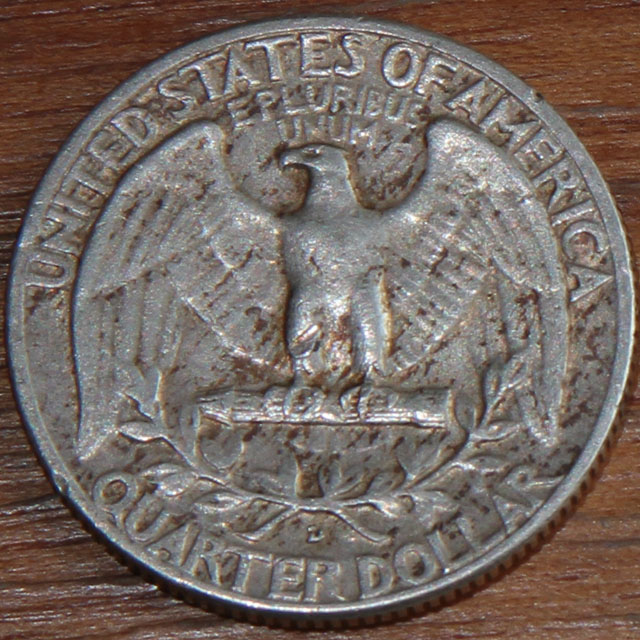 UNITED STATES OF AMERICA
E PLURIBUS
UNUM
QUARTER DOLLAR